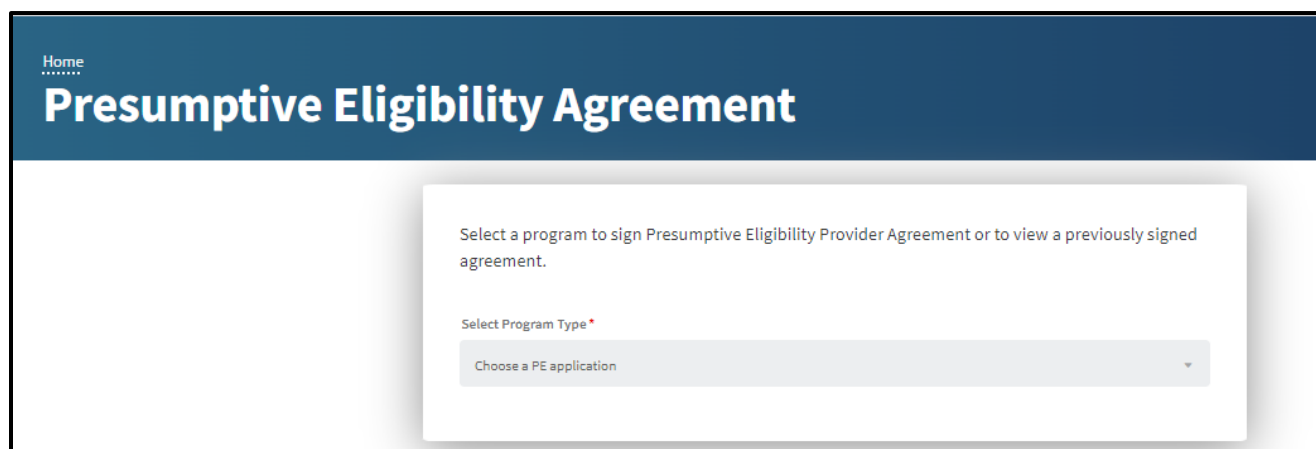 Home
Presumptive Eligibility Agreement
Select a program to sign Presumptive Eligibility Provider Agreement or to view a previously signed
agreement.
Select Program Type*
Choose a PE application